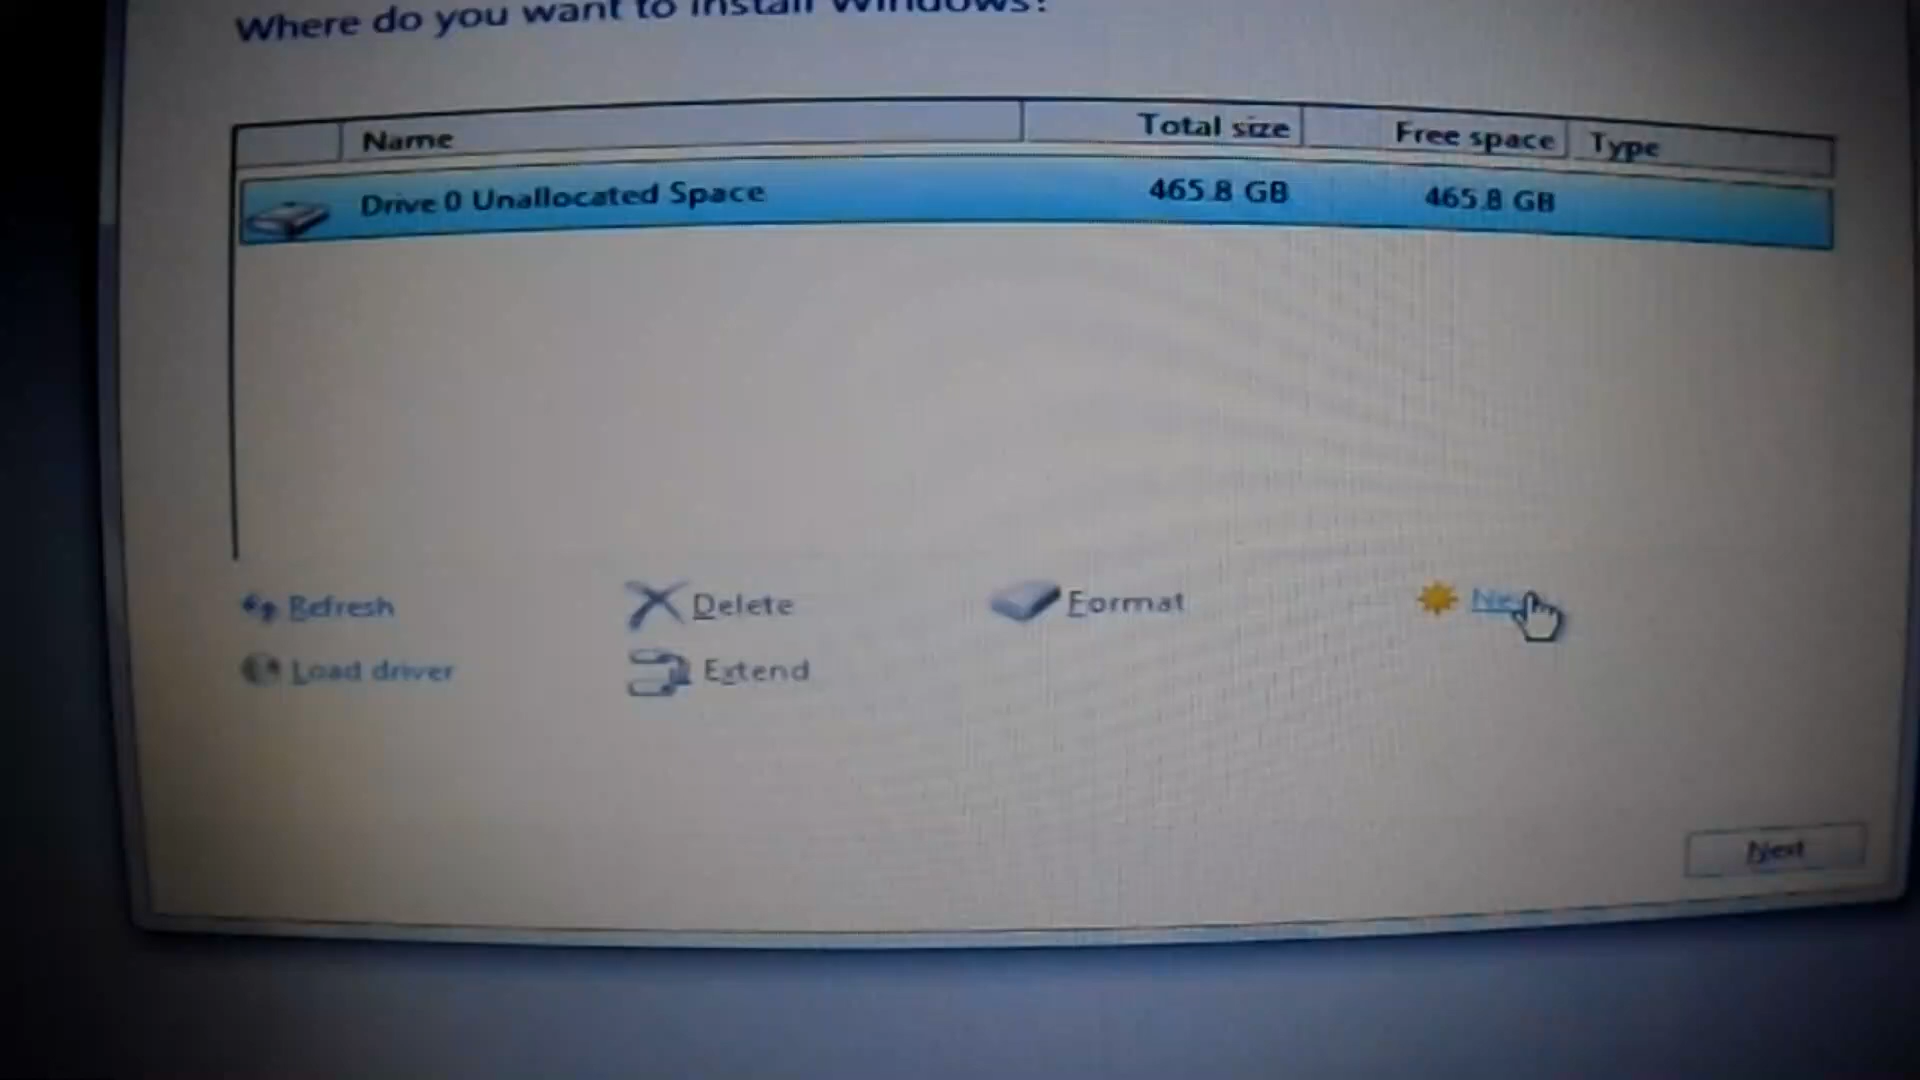 Where do you want to install Windows?
Name Total size Free space Type
Drive 0 Unallocated Space 465.8 GB 465.8 GB
Refresh Delete Format
Load driver Extend
Next